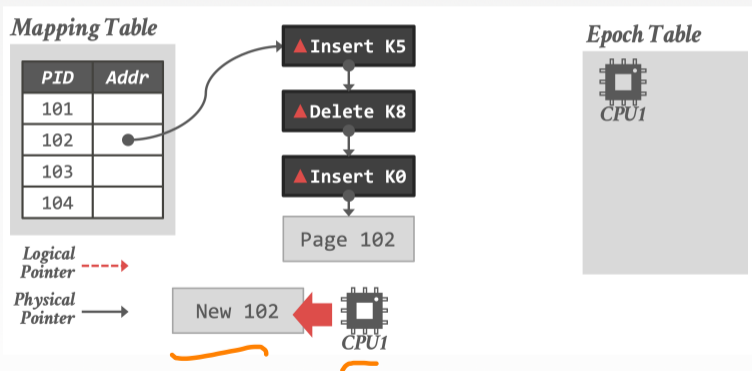 Mapping Table
PID Addr
101
102
103
104
Logical
Pointer
Physical
Pointer
▲Insert K5
▲Delete K8
▲Insert K0
Page 102
New 102
CPU1
Epoch Table
CPU1